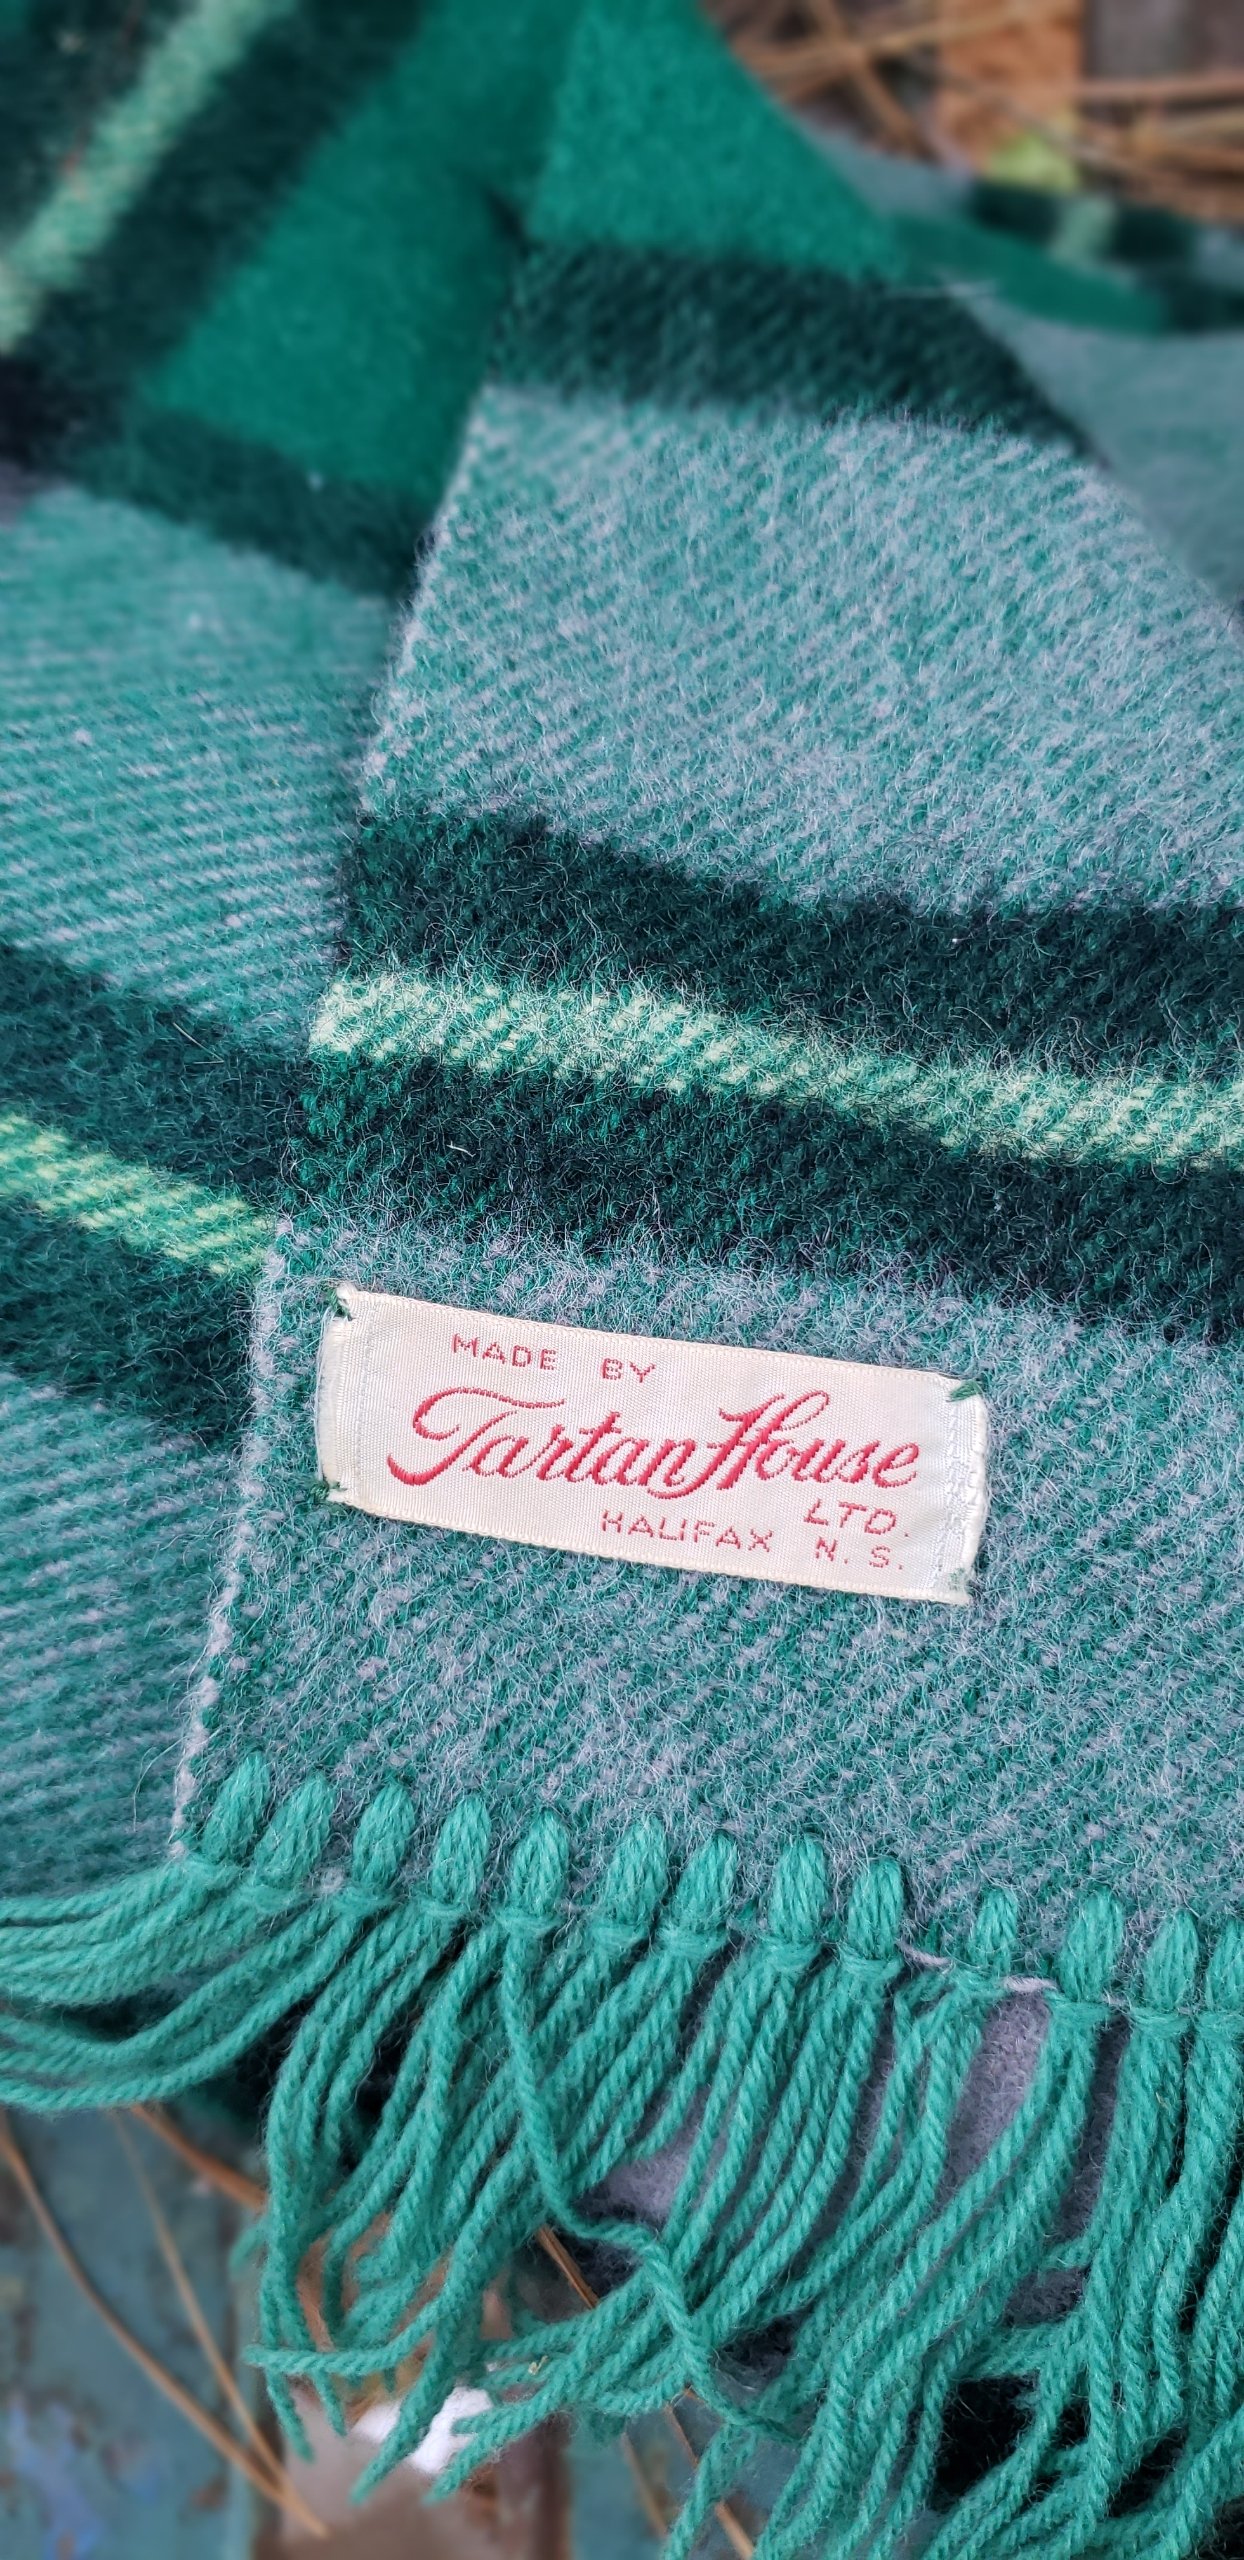 MADE BY
Tartan House
LTD.
HALIFAX N. S.